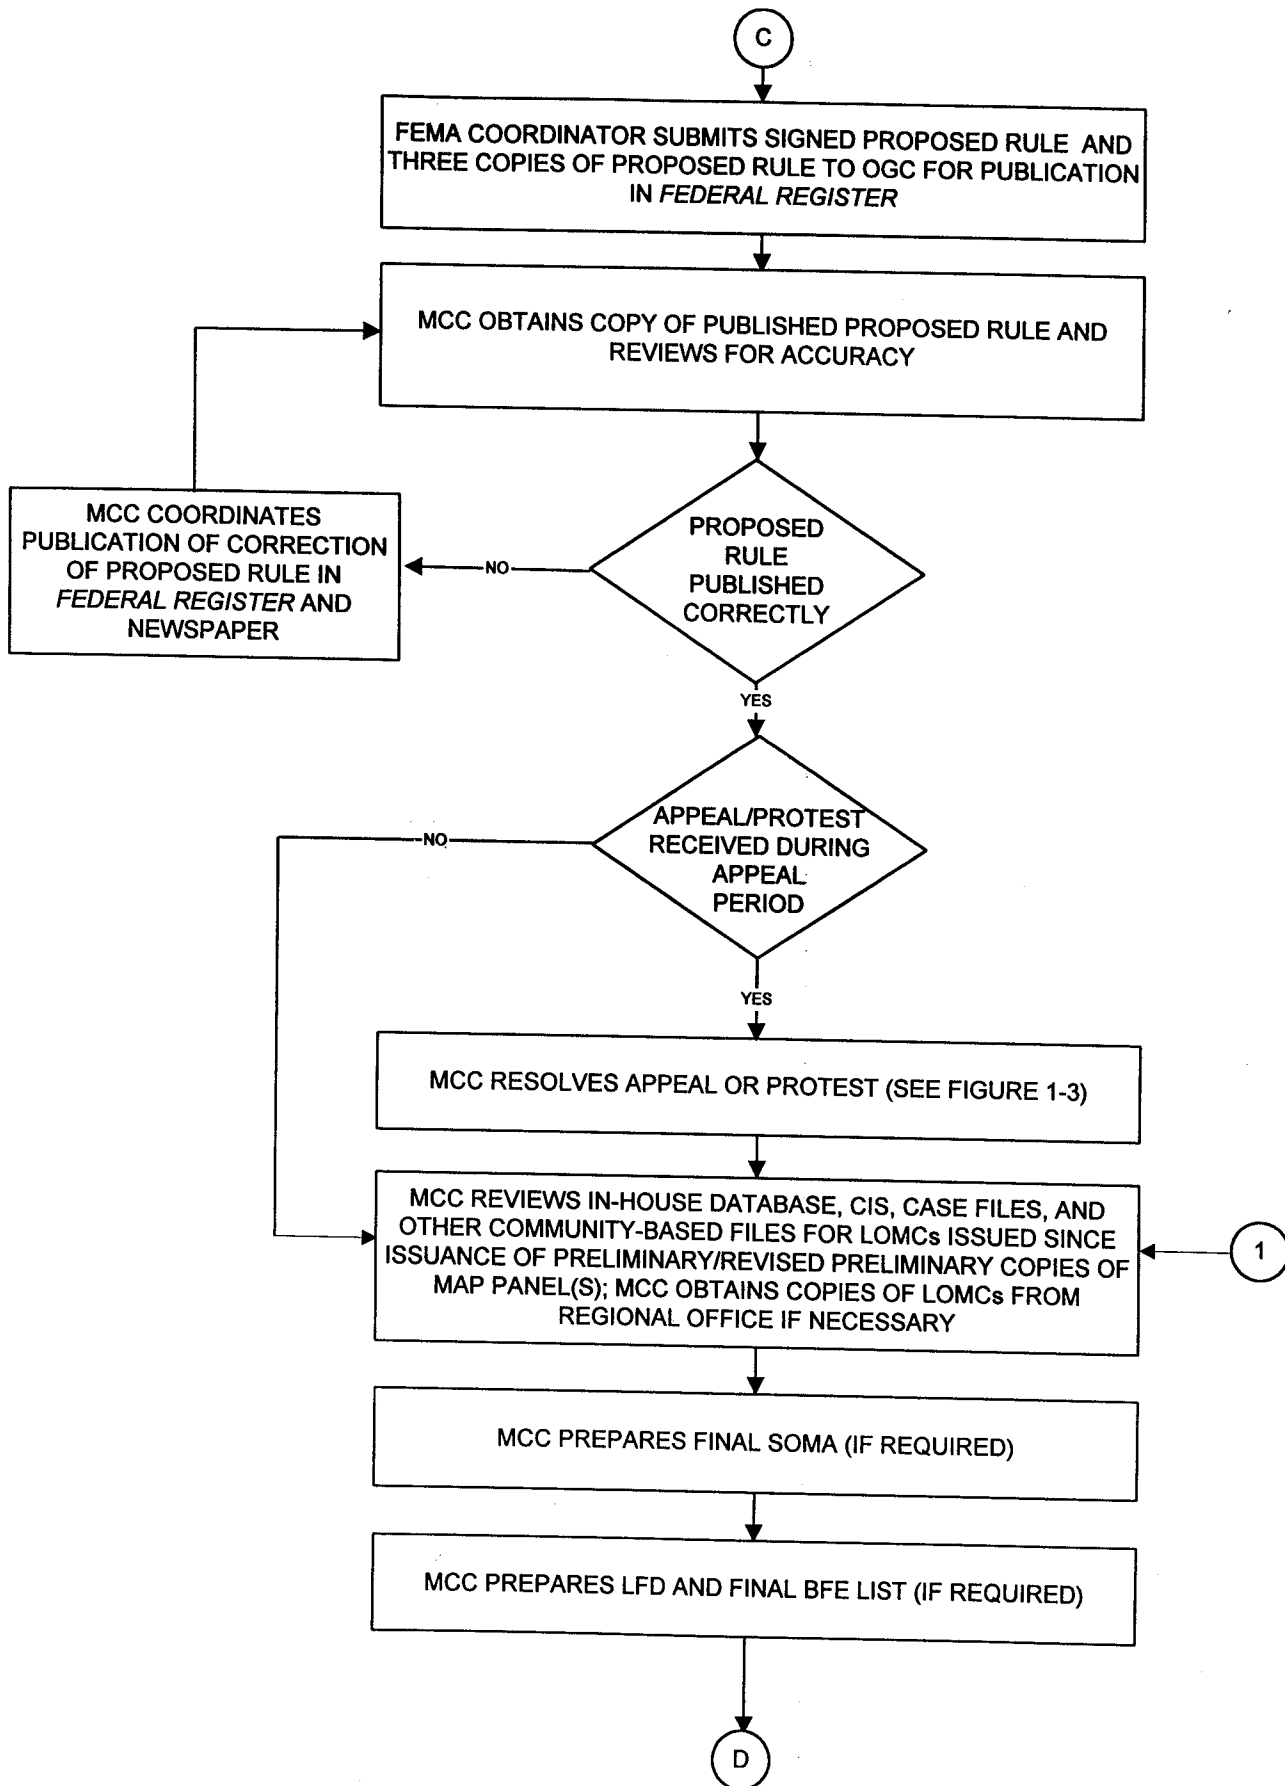 C
FEMA COORDINATOR SUBMITS SIGNED PROPOSED RULE AND
THREE COPIES OF PROPOSED RULE TO OGC FOR PUBLICATION
IN FEDERAL REGISTER
MCC OBTAINS COPY OF PUBLISHED PROPOSED RULE AND
REVIEWS FOR ACCURACY
MCC COORDINATES
PUBLICATION OF CORRECTION
OF PROPOSED RULE IN
FEDERAL REGISTER AND
NEWSPAPER
NO
PROPOSED
RULE
PUBLISHED
CORRECTLY
YES
NO
APPEAL/PROTEST
RECEIVED DURING
APPEAL
PERIOD
YES
MCC RESOLVES APPEAL OR PROTEST (SEE FIGURE 1-3)
MCC REVIEWS IN-HOUSE DATABASE, CIS, CASE FILES, AND
OTHER COMMUNITY-BASED FILES FOR LOMCs ISSUED SINCE
ISSUANCE OF PRELIMINARY/REVISED PRELIMINARY COPIES OF
MAP PANEL(S); MCC OBTAINS COPIES OF LOMCs FROM
REGIONAL OFFICE IF NECESSARY
1
MCC PREPARES FINAL SOMA (IF REQUIRED)
MCC PREPARES LFD AND FINAL BFE LIST (IF REQUIRED)
D